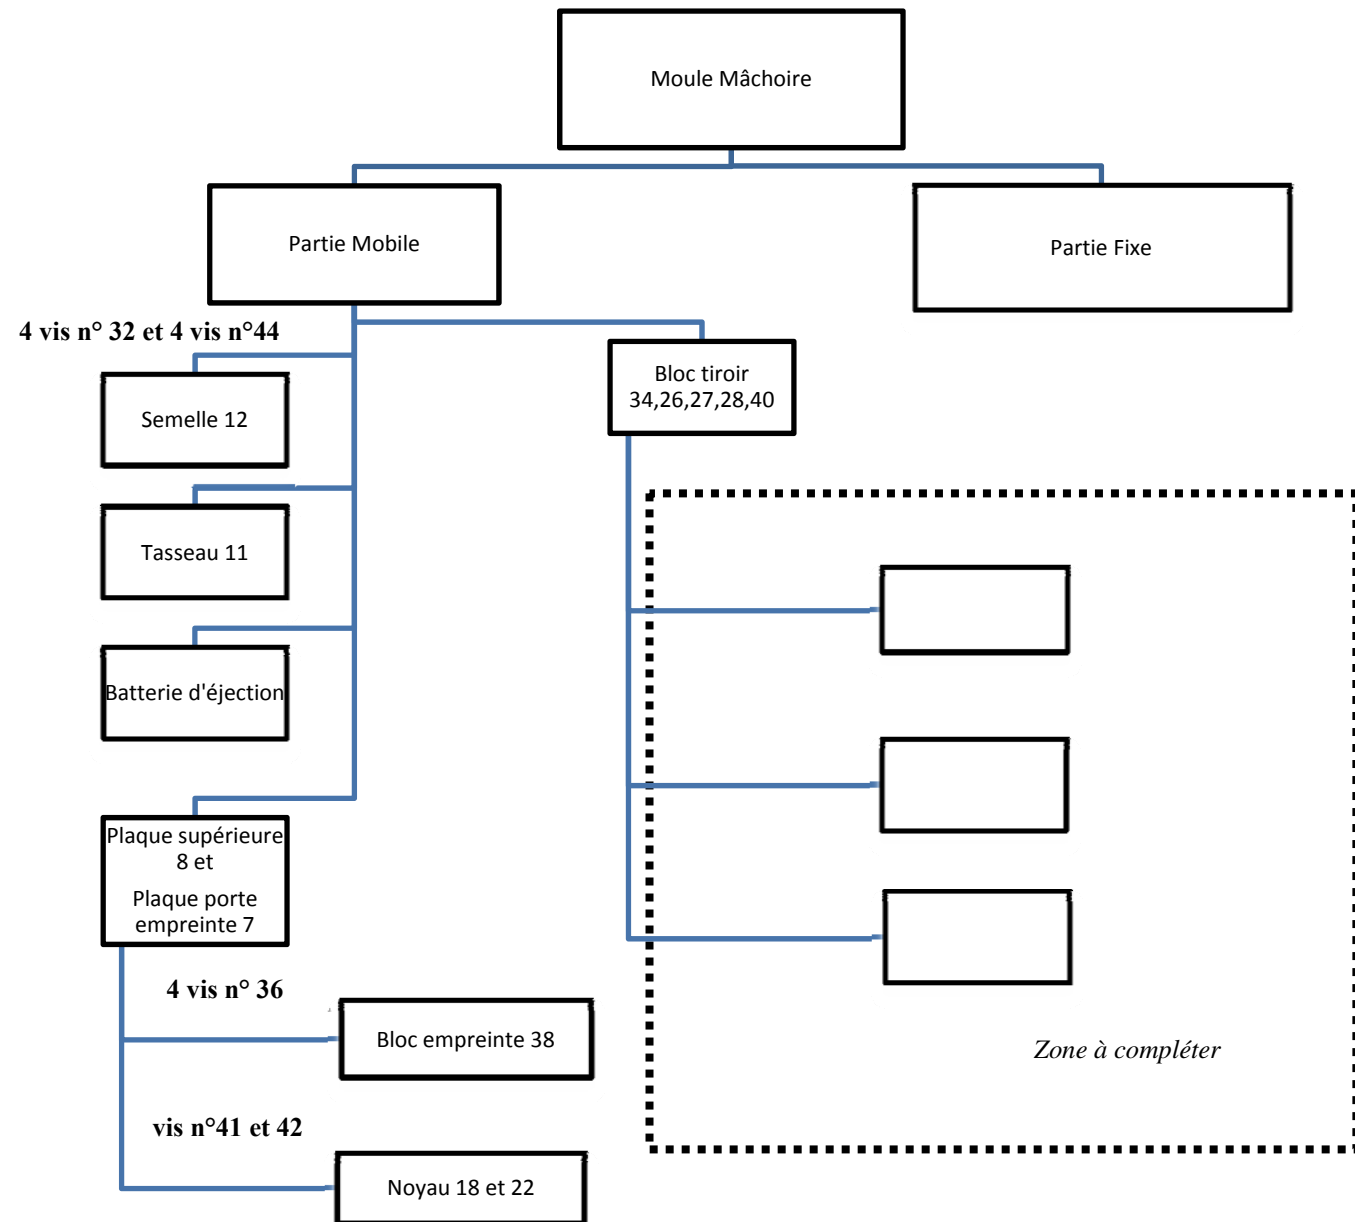 Moule Mâchoire
Partie Mobile
Partie Fixe
4 vis n° 32 et 4 vis n°44
Semelle 12
Bloc tiroir
34,26,27,28,40
Tasseau 11
Batterie d'éjection
Plaque supérieure
8 et
Plaque porte
empreinte 7
4 vis n° 36
Bloc empreinte 38
Zone à compléter
vis n°41 et 42
Noyau 18 et 22